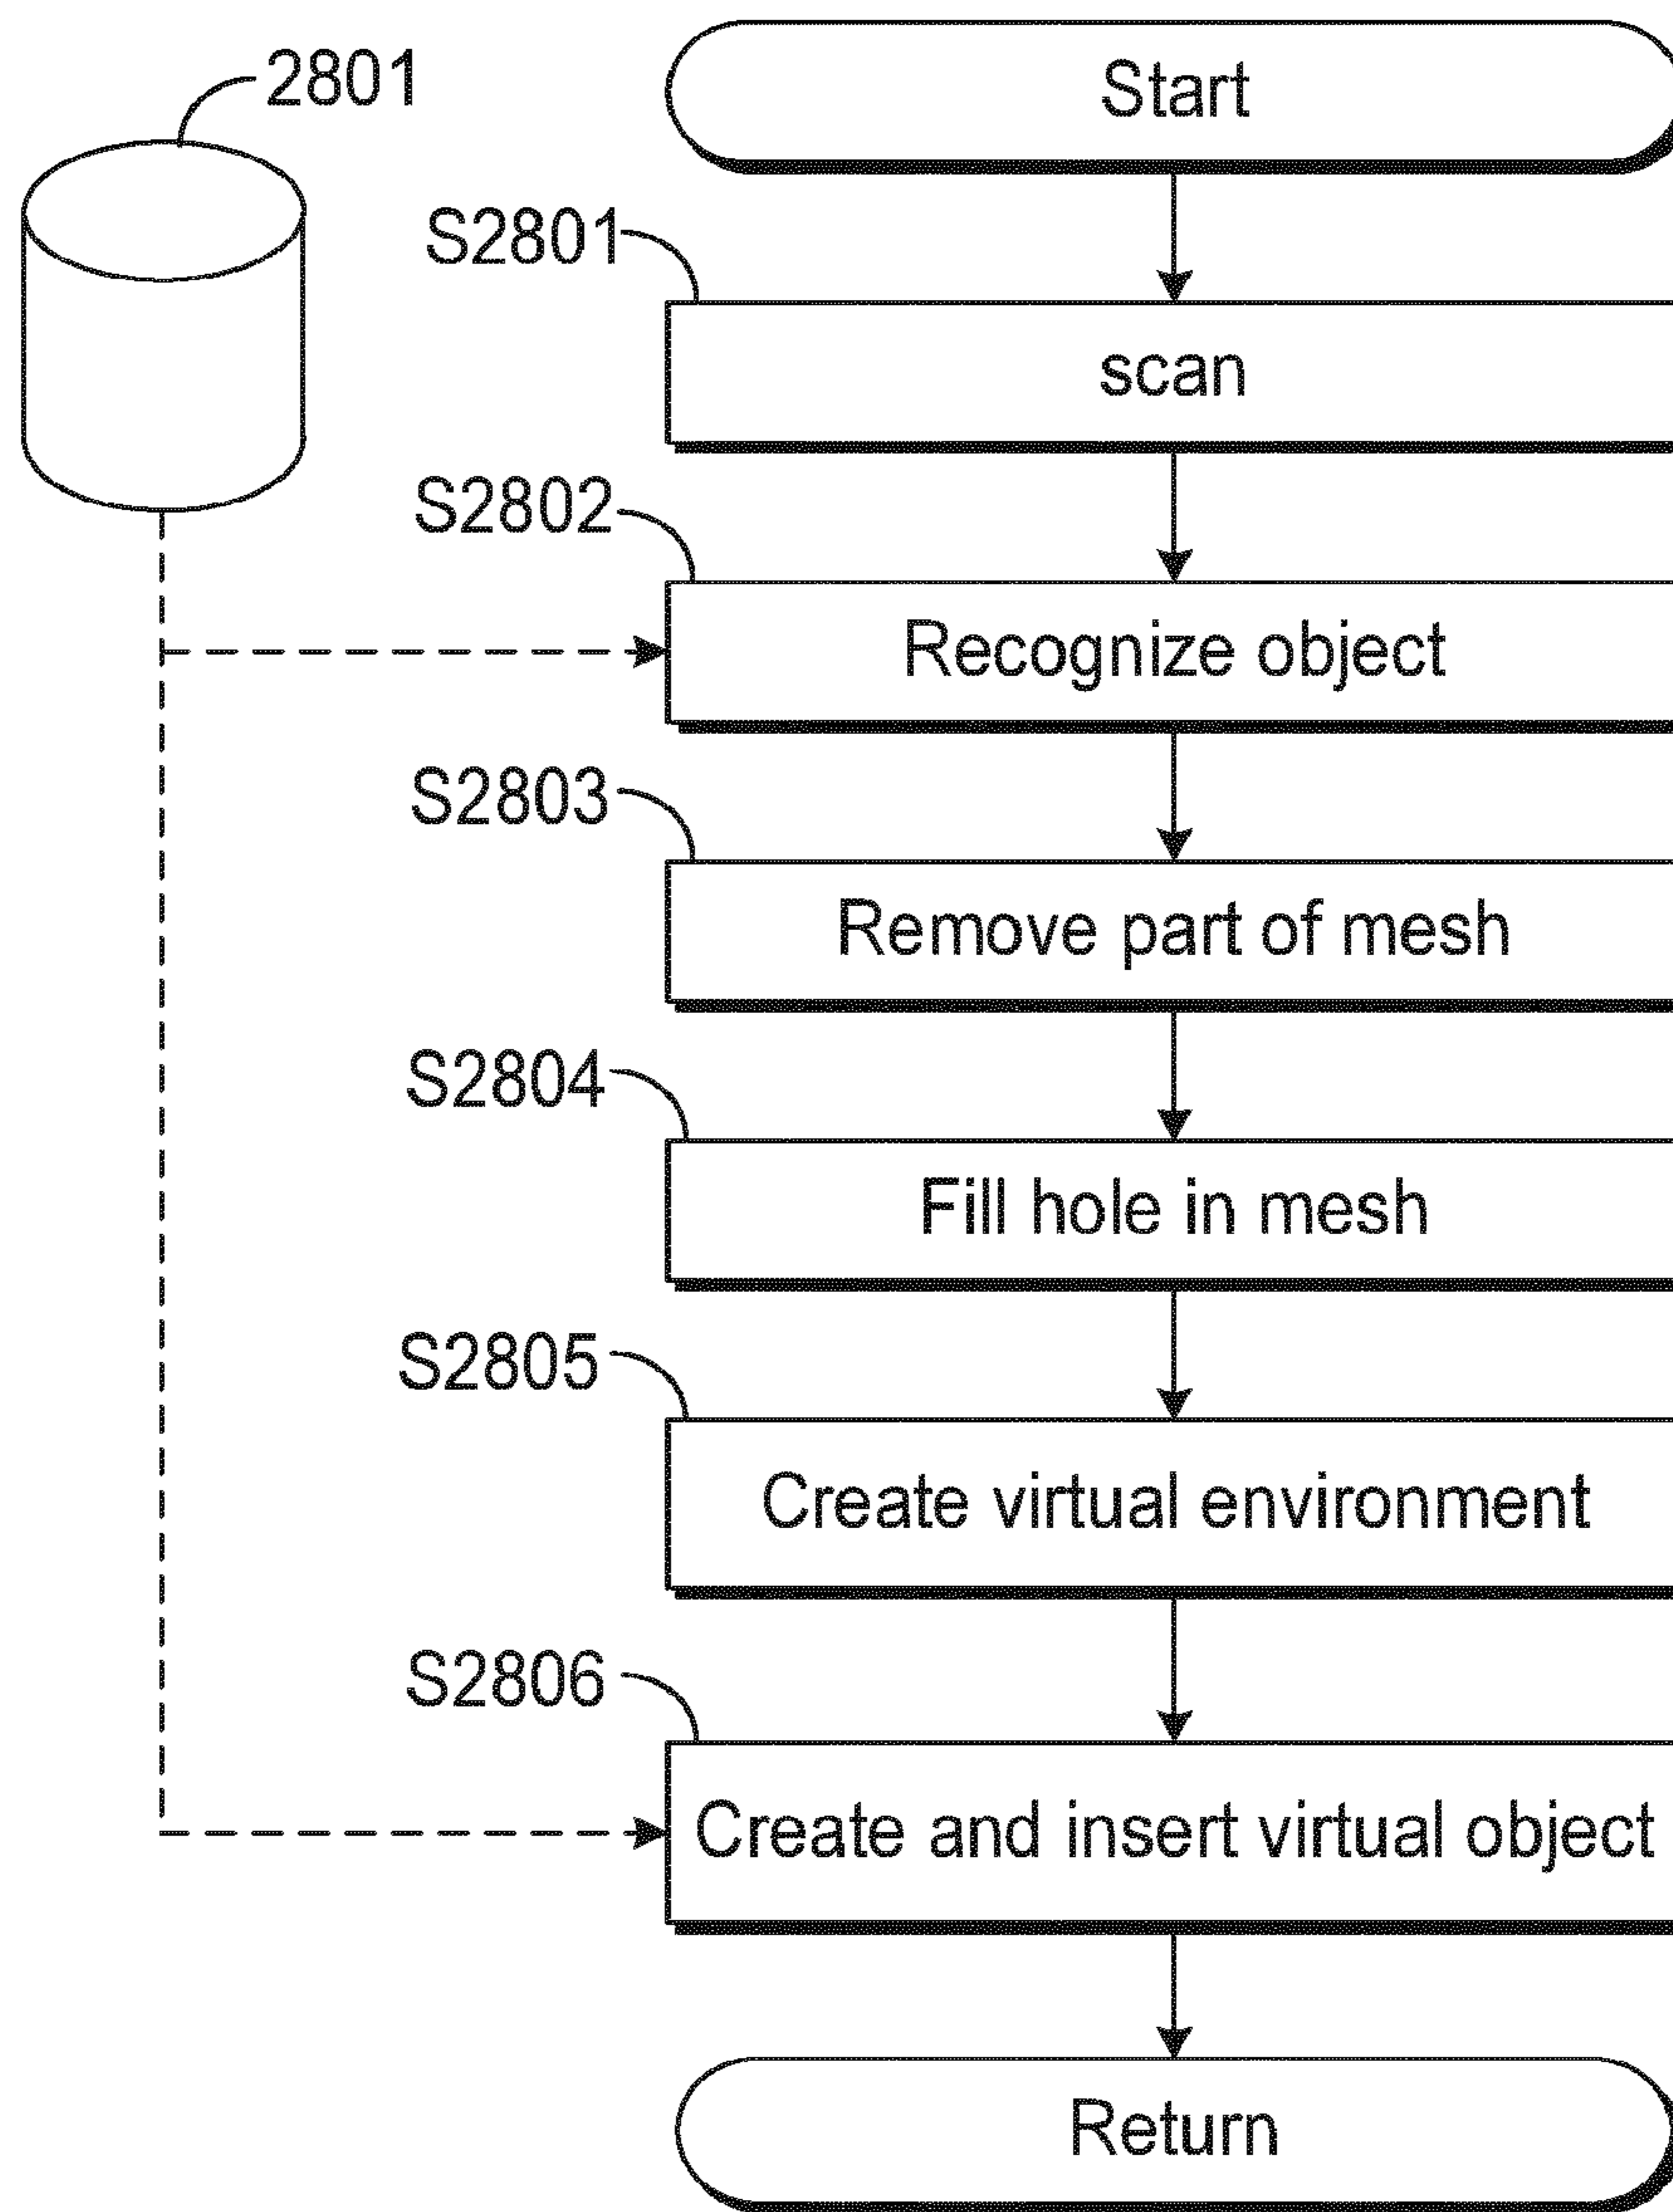 2801
Start
S2801
scan
S2802
Recognize object
S2803
Remove part of mesh
S2804
Fill hole in mesh
S2805
Create virtual environment
S2806
Create and insert virtual object
Return